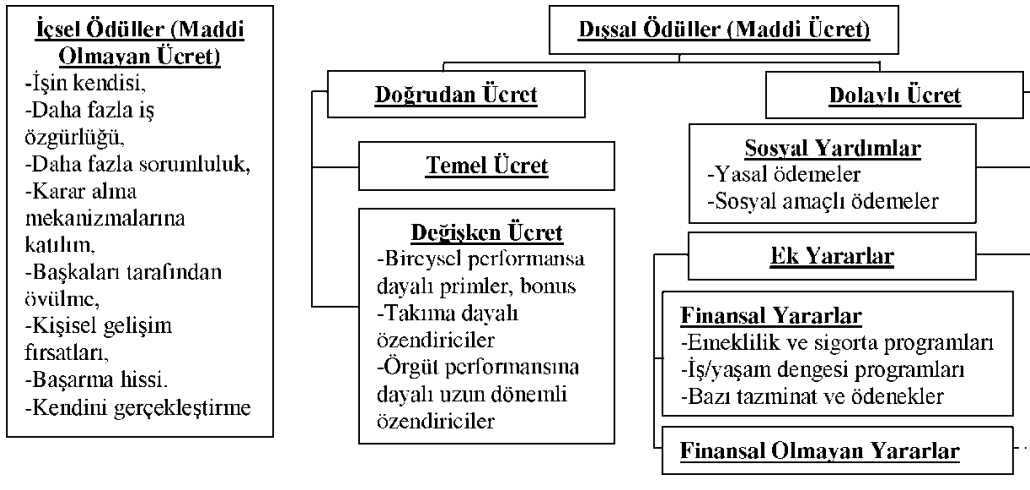 İçsel Ödüller (Maddi
Olmayan Ücret)
-İşin kendisi,
-Daha fazla iş
özgürlüğü,
-Daha fazla sorumluluk,
-Karar alma
mekanizmalarına
katılım,
-Başkaları tarafından
övülme,
-Kişisel gelişim
fırsatları,
-Başarma hissi.
-Kendini gerçekleştirme
Dışsal Ödüller (Maddi Ücret)
Doğrudan Ücret
Temel Ücret
Değişken Ücret
-Bireysel performansa
dayalı primler, bonus
-Takıma dayalı
özendiriciler
-Örgüt performansına
dayalı uzun dönemli
özendiriciler
Dolaylı Ücret
Sosyal Yardımlar
-Yasal ödemeler
-Sosyal amaçlı ödemeler
Ek Yararlar
Finansal Yararlar
-Emeklilik ve sigorta programları
-İş/yaşam dengesi programları
-Bazı tazminat ve ödenekler
Finansal Olmayan Yararlar